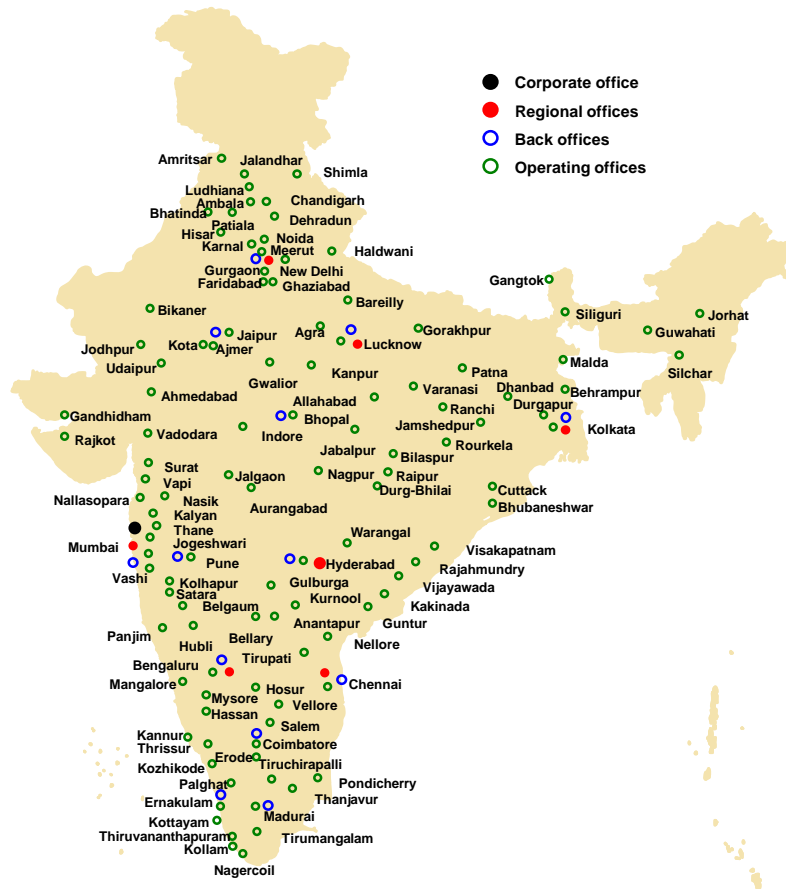 Corporate office
Regional offices
Back offices
Operating offices
Amritsar
Jalandhar
Shimla
Ludhiana
Ambala
Chandigarh
Bhatinda
Patiala
Dehradun
Hisar
Noida
Karnal
Meerut
Haldwani
Gurgaon
New Delhi
Faridabad
Ghaziabad
Gangtok
Bareilly
Bikaner
Siliguri
Jorhat
Guwahati
Jaipur
Agra
Gorakhpur
Jodhpur
Kota
Ajmer
Lucknow
Silchar
Malda
Udaipur
Gwalior
Kanpur
Patna
Varanasi
Dhanbad
Behrampur
Ahmedabad
Allahabad
Ranchi
Durgapur
Gandhidham
Bhopal
Jamshedpur
Kolkata
Rajkot
Vadodara
Indore
Jabalpur
Rourkela
Bilaspur
Surat
Vapi
Jalgaon
Nagpur
Raipur
Durg-Bhilai
Cuttack
Nallasopara
Nasik
Aurangabad
Bhubaneshwar
Kalyan
Thane
Warangal
Mumbai
Jogeshwari
Visakapatnam
Pune
Hyderabad
Rajahmundry
Vashi
Kolhapur
Gulburga
Vijayawada
Satara
Kurnool
Kakinada
Belgaum
Anantapur
Guntur
Panjim
Hubli
Bellary
Nellore
Tirupati
Bengaluru
Mangalore
Hosur
Chennai
Mysore
Vellore
Hassan
Salem
Kannur
Thrissur
Coimbatore
Erode
Kozhikode
Tiruchirapalli
Palghat
Pondicherry
Thanjavur
Ernakulam
Madurai
Kottayam
Thiruvananthapuram
Tirumangalam
Kollam
Nagercoil